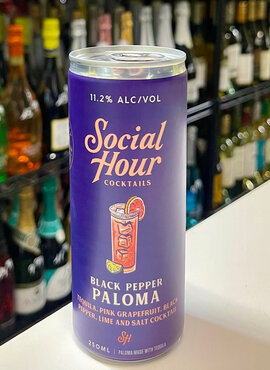 11.2% ALC/VOL
Social
Hour
COCKTAILS
BLACK PEPPER
PALOMA
TEQUILA, PINK GRAPEFRUIT, BLACK
PEPPER, LIME AND SALT COCKTAIL
SH
250ML | PALOMA MADE WITH TEQUILA